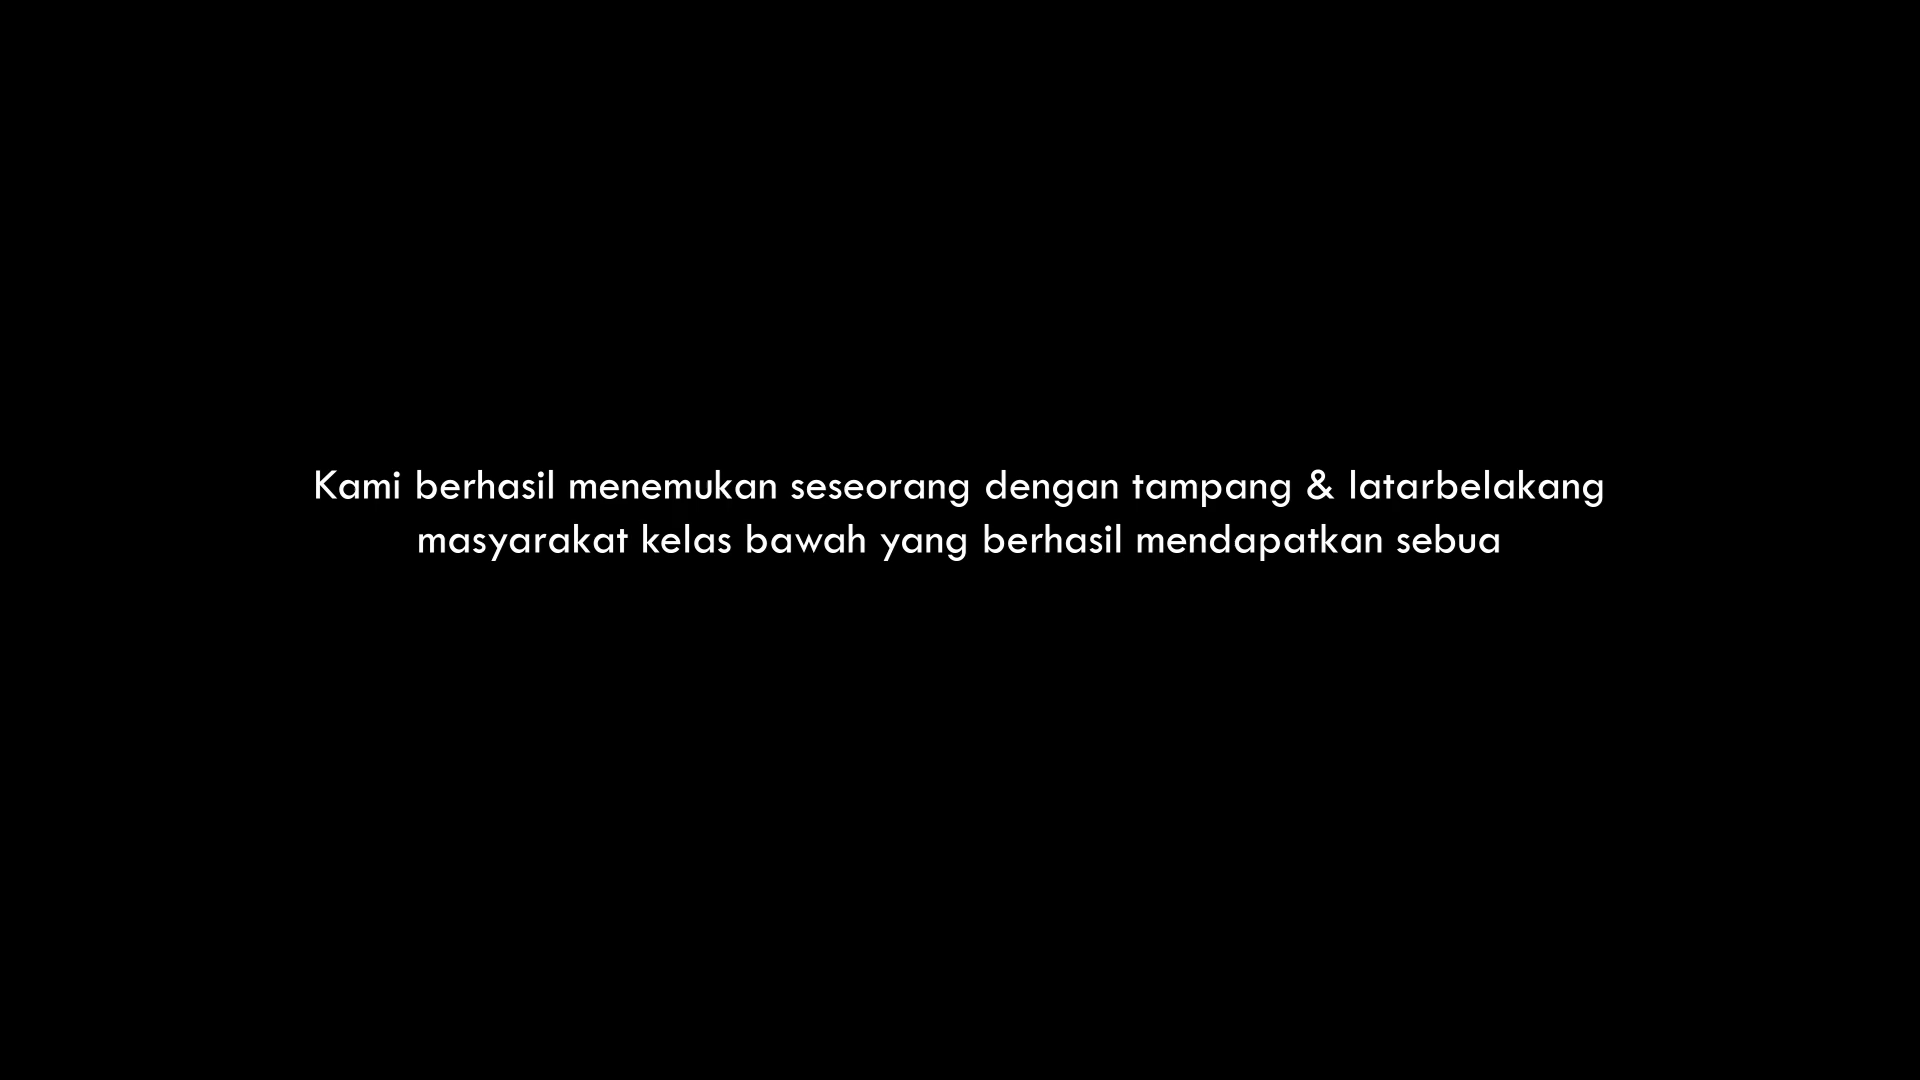 Kami berhasil menemukan seseorang dengan tampang & latarbelakang
masyarakat kelas bawah yang berhasil mendapatkan sebua